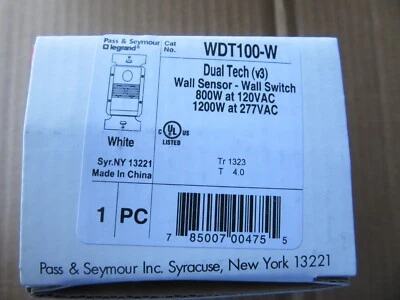 Pass & Seymour
legrand®
Cat
No.
WDT100-W
Dual Tech (v3)
Wall Sensor - Wall Switch
800W at 120VAC
1200W at 277VAC
C UL US
LISTED
White
Syr.NY 13221
Made In China
Tr 1323
T 4.0
1 PC
7 85007 00475 5
Pass & Seymour Inc. Syracuse, New York 13221